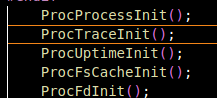 ProcProcessInit();
ProcTraceInit();
ProcUptimeInit();
ProcFsCacheInit();
ProcFdInit();